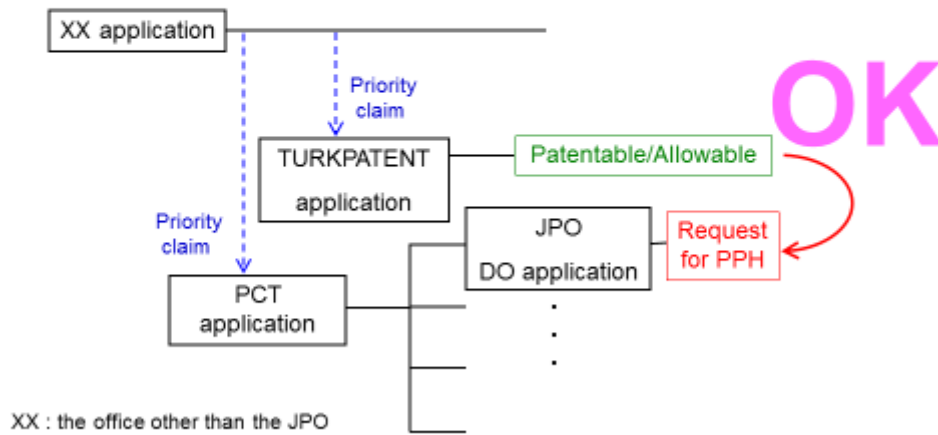 XX application
OK
Priority
claim
TURKPATENT
application
Patentable/Allowable
Priority
claim
JPO
DO application
Request
for PPH
PCT
application
XX : the office other than the JPO